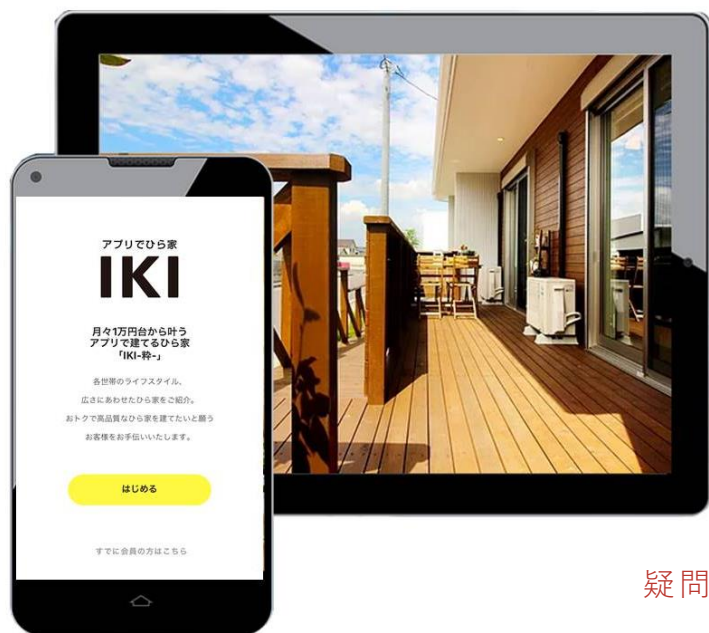 アプリでひら家
IKI
月々1万円台から叶う
アプリで建てるひら家
「IKI-粋-」
各世帯のライフスタイル、
広さにあわせたひら家をご紹介。
おトクで高品質なひら家を建てたいと願う
お客様をお手伝いいたします。
はじめる
すでに会員の方はこちら
疑問